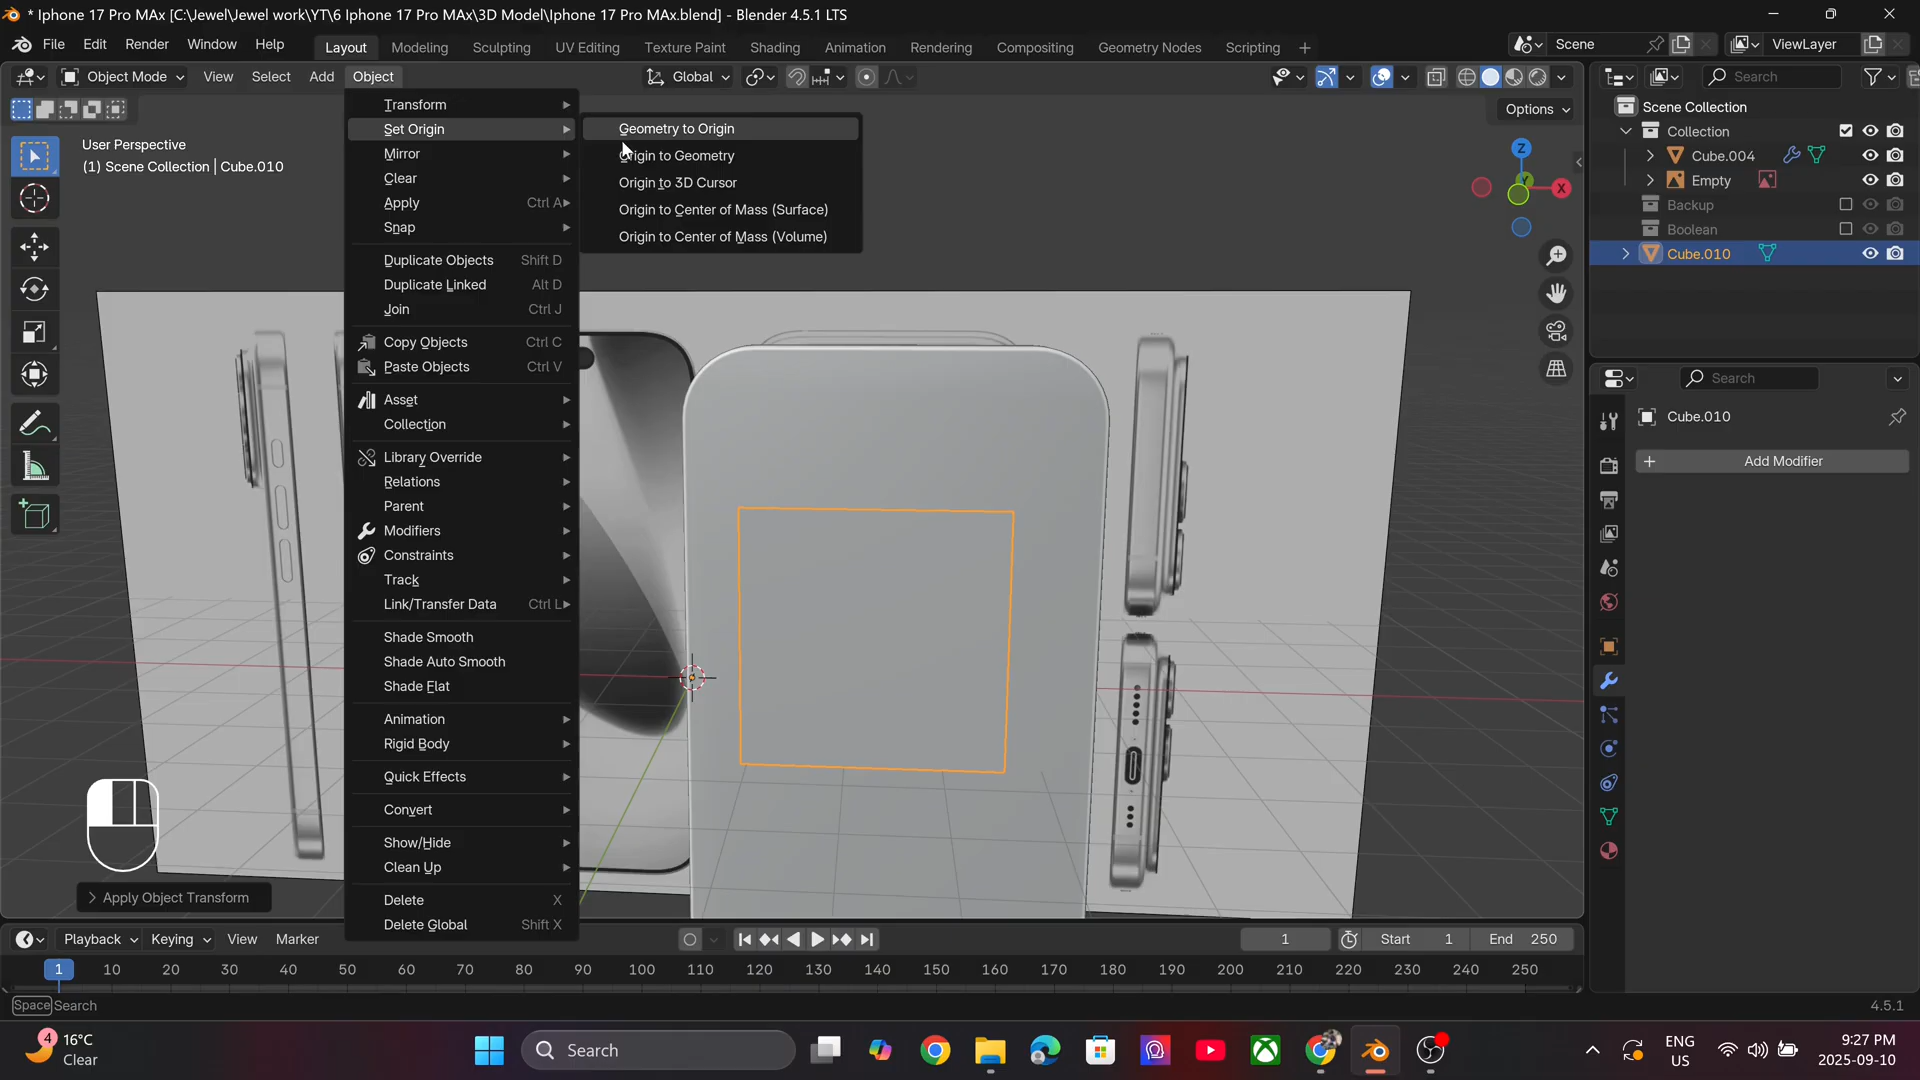 * Iphone 17 Pro MAx [C:\Jewel\Jewel work\YT\6 Iphone 17 Pro MAx\3D Model\Iphone 17 Pro MAx.blend] - Blender 4.5.1 LTS
File Edit Render Window Help Layout Modeling Sculpting UV Editing Texture Paint Shading Animation Rendering Compositing Geometry Nodes Scripting + Scene ViewLayer
Object Mode View Select Add Object Global Search
Options
User Perspective
(1) Scene Collection | Cube.010
Transform
Set Origin
Mirror
Clear
Apply Ctrl A
Snap
Duplicate Objects Shift D
Duplicate Linked Alt D
Join Ctrl J
Copy Objects Ctrl C
Paste Objects Ctrl V
Asset
Collection
Library Override
Relations
Parent
Modifiers
Constraints
Track
Link/Transfer Data Ctrl L
Shade Smooth
Shade Auto Smooth
Shade Flat
Animation
Rigid Body
Quick Effects
Convert
Show/Hide
Clean Up
Delete X
Delete Global Shift X
Geometry to Origin
Origin to Geometry
Origin to 3D Cursor
Origin to Center of Mass (Surface)
Origin to Center of Mass (Volume)
Z
Y
X
Scene Collection
Collection
Cube.004
Empty
Backup
Boolean
Cube.010
Search
Cube.010
+ Add Modifier
Apply Object Transform
Playback Keying View Marker 1 Start 1 End 250
1 10 20 30 40 50 60 70 80 90 100 110 120 130 140 150 160 170 180 190 200 210 220 230 240 250
Space Search 4.5.1
4 16°C
Clear
Search
ENG
US
9:27 PM
2025-09-10